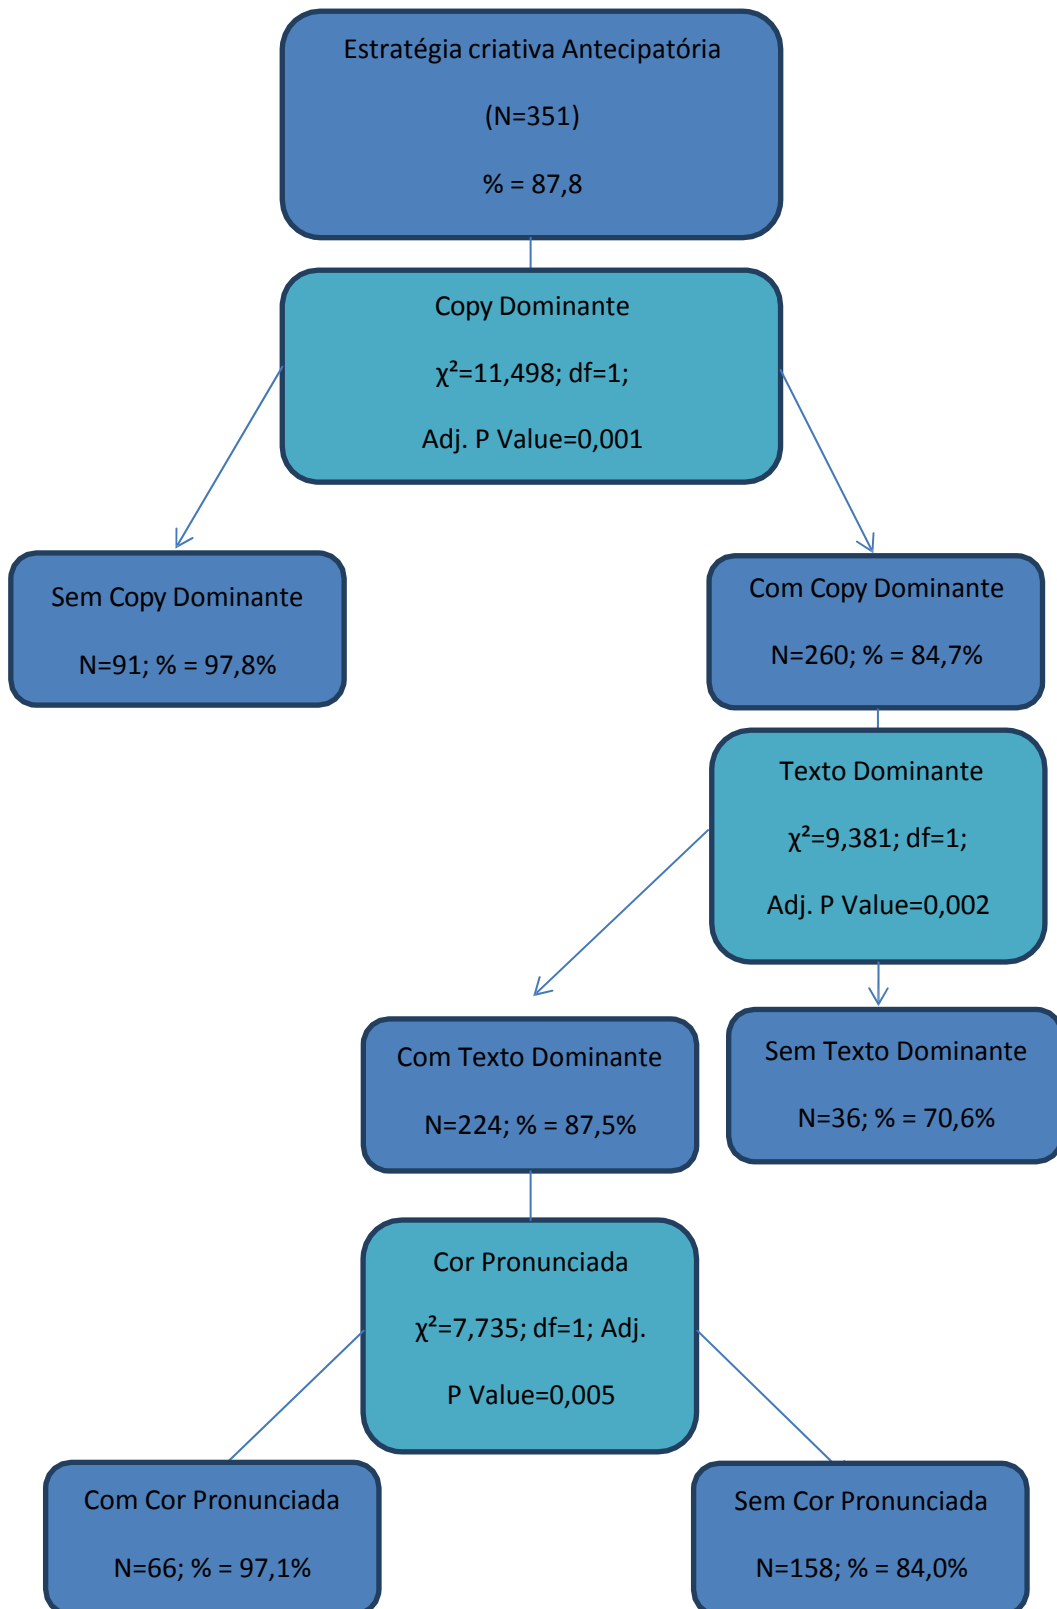 Estratégia criativa Antecipatória
(N=351)
% = 87,8
Copy Dominante
χ²=11,498; df=1;
Adj. P Value=0,001
Sem Copy Dominante
N=91; % = 97,8%
Com Copy Dominante
N=260; % = 84,7%
Texto Dominante
χ²=9,381; df=1;
Adj. P Value=0,002
Com Texto Dominante
N=224; % = 87,5%
Sem Texto Dominante
N=36; % = 70,6%
Cor Pronunciada
χ²=7,735; df=1; Adj.
P Value=0,005
Com Cor Pronunciada
N=66; % = 97,1%
Sem Cor Pronunciada
N=158; % = 84,0%